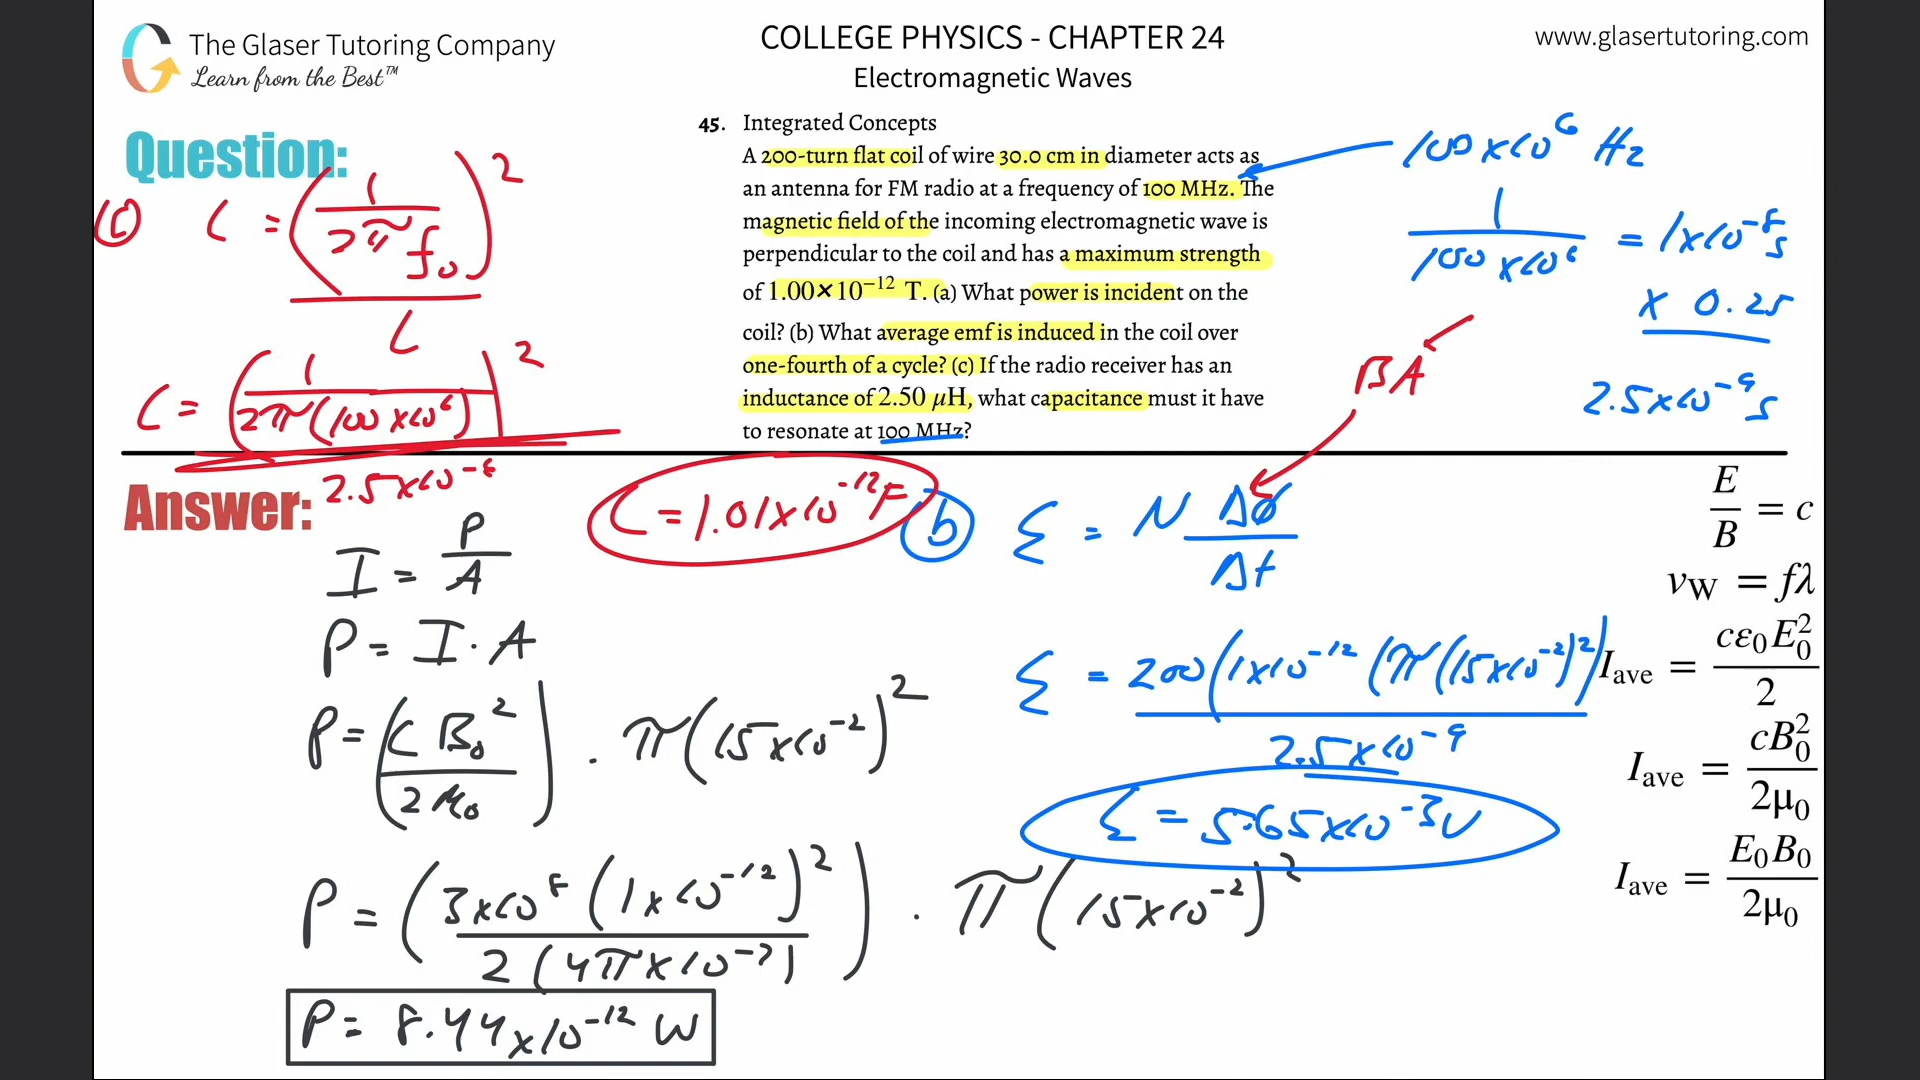 The Glaser Tutoring Company
Learn from the Best™
COLLEGE PHYSICS - CHAPTER 24
Electromagnetic Waves
www.glasertutoring.com
Question:
45. Integrated Concepts
A 200-turn flat coil of wire 30.0 cm in diameter acts as
an antenna for FM radio at a frequency of 100 MHz. The
magnetic field of the incoming electromagnetic wave is
perpendicular to the coil and has a maximum strength
of 1.00×10⁻¹² T. (a) What power is incident on the
coil? (b) What average emf is induced in the coil over
one-fourth of a cycle? (c) If the radio receiver has an
inductance of 2.50 μH, what capacitance must it have
to resonate at 100 MHz?
100 x 10⁶ Hz
1 / 100 x 10⁶ = 1 x 10⁻⁸ s
x 0.25
2.5 x 10⁻⁹ s
BA
(c) C = (1 / 2π f₀)² / L
C = (1 / 2π(100 x 10⁶))² / 2.5 x 10⁻⁶
C = 1.01 x 10⁻¹² F
Answer:
I = P / A
P = I · A
P = (c B₀² / 2 μ₀) · π(15 x 10⁻²)²
P = (3 x 10⁸ (1 x 10⁻¹²)² / 2 (4π x 10⁻⁷)) · π(15 x 10⁻²)²
P = 8.44 x 10⁻¹² W
(b) Ɛ = N Δϕ / Δt
Ɛ = 200(1 x 10⁻¹² (π(15 x 10⁻²)²) / 2.5 x 10⁻⁹
Ɛ = 5.65 x 10⁻³ V
E / B = c
v_W = fλ
I_ave = cε₀E₀² / 2
I_ave = cB₀² / 2μ₀
I_ave = E₀B₀ / 2μ₀